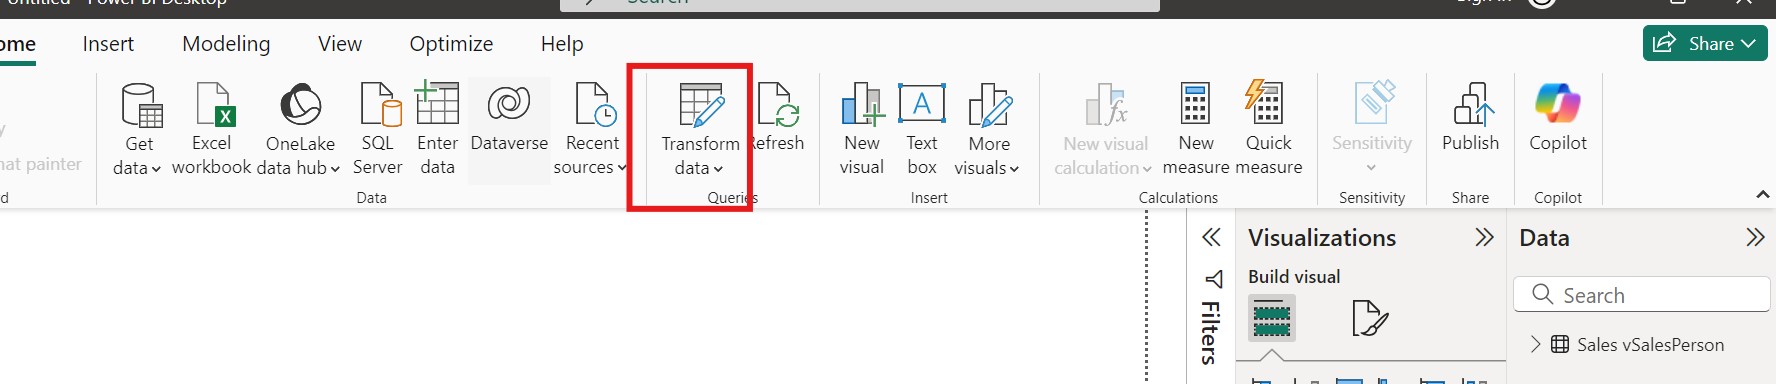 Untitled - Power BI Desktop
Search
Sign in
ome
Insert
Modeling
View
Optimize
Help
Share
y
nat painter
d
Get data
Excel workbook
OneLake data hub
SQL Server
Enter data
Dataverse
Recent sources
Data
Transform data
Refresh
Queries
New visual
Text box
More visuals
Insert
New visual calculation
New measure
Quick measure
Calculations
Sensitivity
Sensitivity
Publish
Share
Copilot
Copilot
Visualizations
Data
Build visual
Search
Filters
Sales vSalesPerson